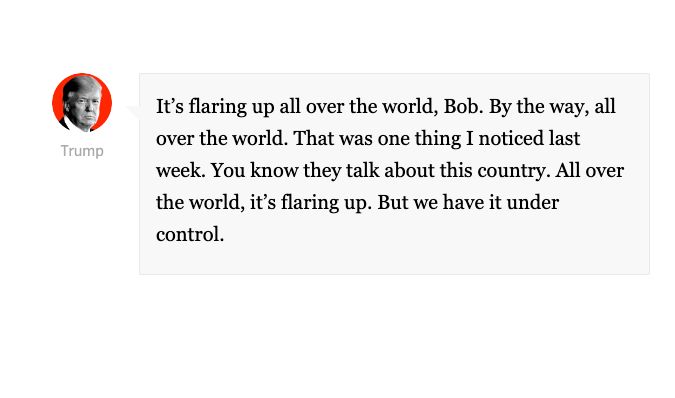 It’s flaring up all over the world, Bob. By the way, all
over the world. That was one thing I noticed last
week. You know they talk about this country. All over
the world, it’s flaring up. But we have it under
control.
Trump